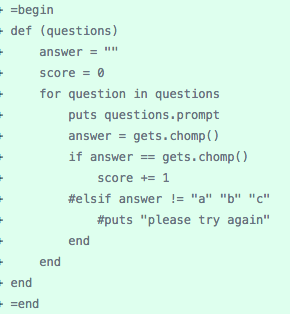 + =begin
+ def (questions)
+     answer = ""
+     score = 0
+     for question in questions
+         puts questions.prompt
+         answer = gets.chomp()
+         if answer == gets.chomp()
+             score += 1
+         #elsif answer != "a" "b" "c"
+             #puts "please try again"
+         end
+     end
+ end
+ =end